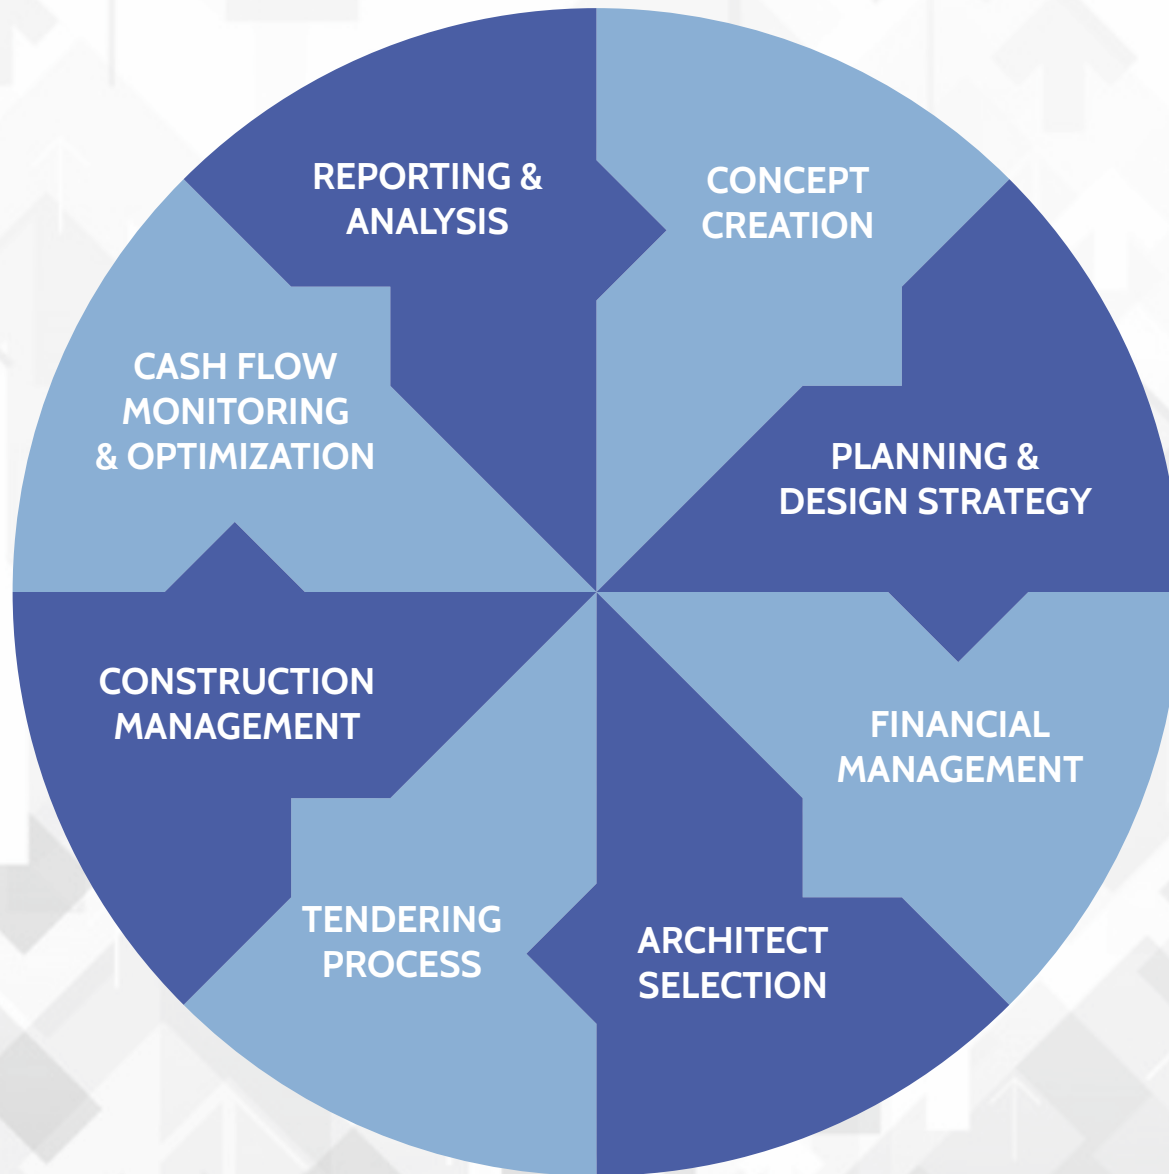 REPORTING &
ANALYSIS
CONCEPT
CREATION
PLANNING &
DESIGN STRATEGY
FINANCIAL
MANAGEMENT
ARCHITECT
SELECTION
TENDERING
PROCESS
CONSTRUCTION
MANAGEMENT
CASH FLOW
MONITORING
& OPTIMIZATION